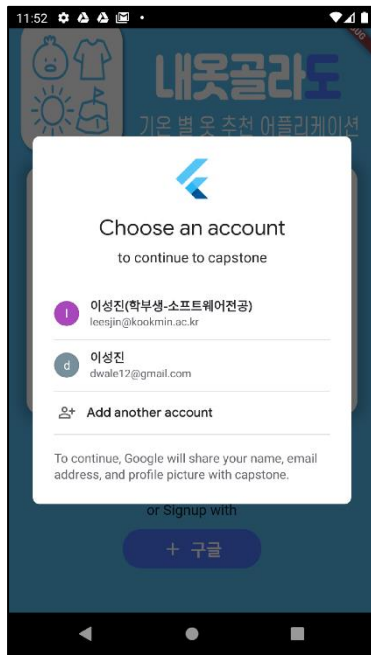 11:52
내옷골라도
기온 별 옷 추천 어플리케이션
Choose an account
to continue to capstone
l
이성진(학부생-소프트웨어전공)
leesjin@kookmin.ac.kr
d
이성진
dwale12@gmail.com
Add another account
To continue, Google will share your name, email
address, and profile picture with capstone.
or Signup with
+ 구글